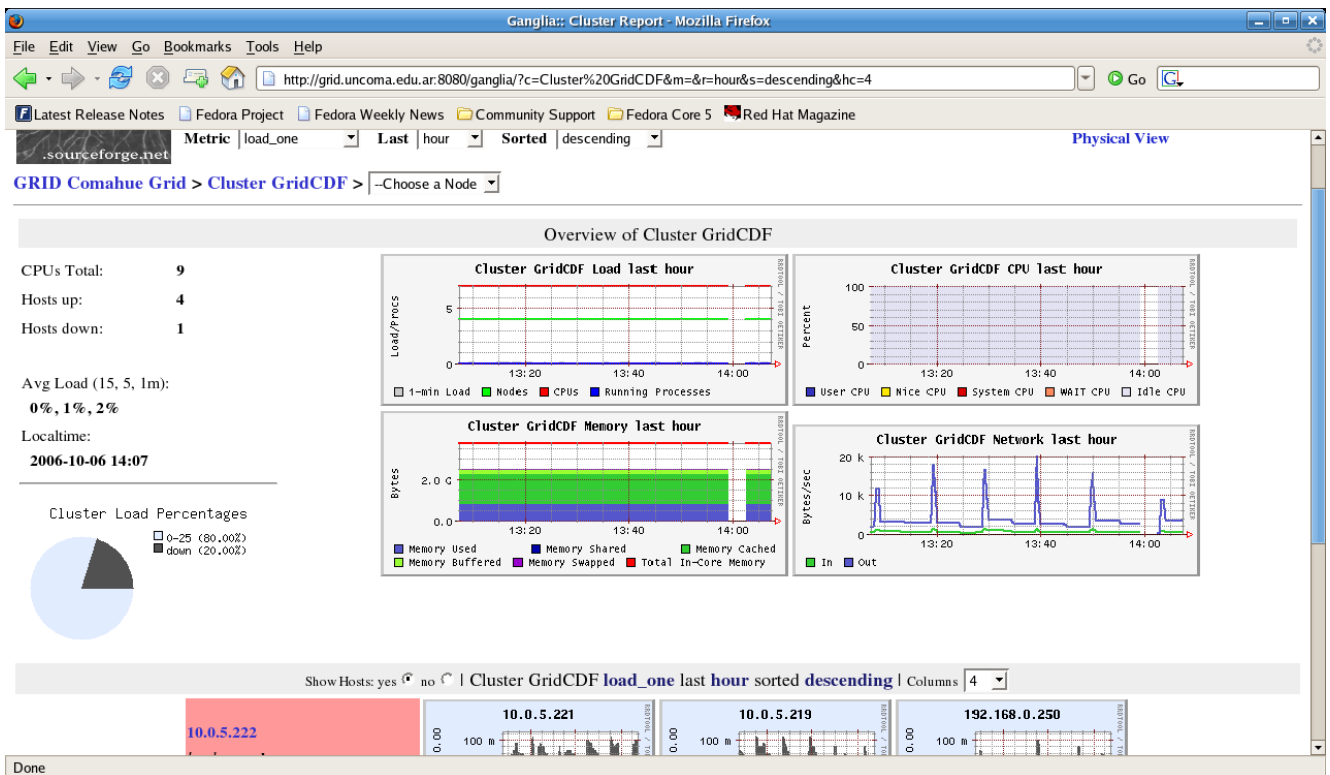 Ganglia:: Cluster Report - Mozilla Firefox
File Edit View Go Bookmarks Tools Help
http://grid.uncoma.edu.ar:8080/ganglia/?c=Cluster%20GridCDF&m=&r=hour&s=descending&hc=4 Go G
Latest Release Notes Fedora Project Fedora Weekly News Community Support Fedora Core 5 Red Hat Magazine
.sourceforge.net Metric load_one Last hour Sorted descending Physical View
GRID Comahue Grid > Cluster GridCDF > --Choose a Node
Overview of Cluster GridCDF
CPUs Total: 9
Hosts up: 4
Hosts down: 1
Avg Load (15, 5, 1m):
0%, 1%, 2%
Localtime:
2006-10-06 14:07
Cluster Load Percentages
0-25 (80.00%)
down (20.00%)
Cluster GridCDF Load last hour
RRDTOOL / TOBI OETIKER
Load/Procs
5
0
13:20 13:40 14:00
1-min Load Nodes CPUs Running Processes
Cluster GridCDF CPU last hour
RRDTOOL / TOBI OETIKER
Percent
100
50
0
13:20 13:40 14:00
User CPU Nice CPU System CPU WAIT CPU Idle CPU
Cluster GridCDF Memory last hour
RRDTOOL / TOBI OETIKER
Bytes
2.0 G
0.0
13:20 13:40 14:00
Memory Used Memory Shared Memory Cached
Memory Buffered Memory Swapped Total In-Core Memory
Cluster GridCDF Network last hour
RRDTOOL / TOBI OETIKER
Bytes/sec
20 k
10 k
0
13:20 13:40 14:00
In Out
Show Hosts: yes no | Cluster GridCDF load_one last hour sorted descending | Columns 4
10.0.5.222
10.0.5.221
100 m
10.0.5.219
100 m
192.168.0.250
100 m
Done